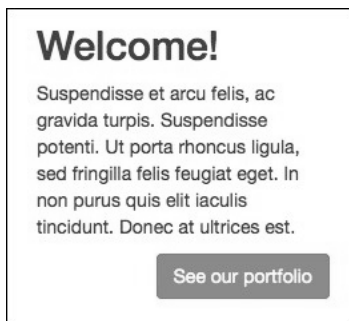 Welcome!
Suspendisse et arcu felis, ac
gravida turpis. Suspendisse
potenti. Ut porta rhoncus ligula,
sed fringilla felis feugiat eget. In
non purus quis elit iaculis
tincidunt. Donec at ultrices est.
See our portfolio